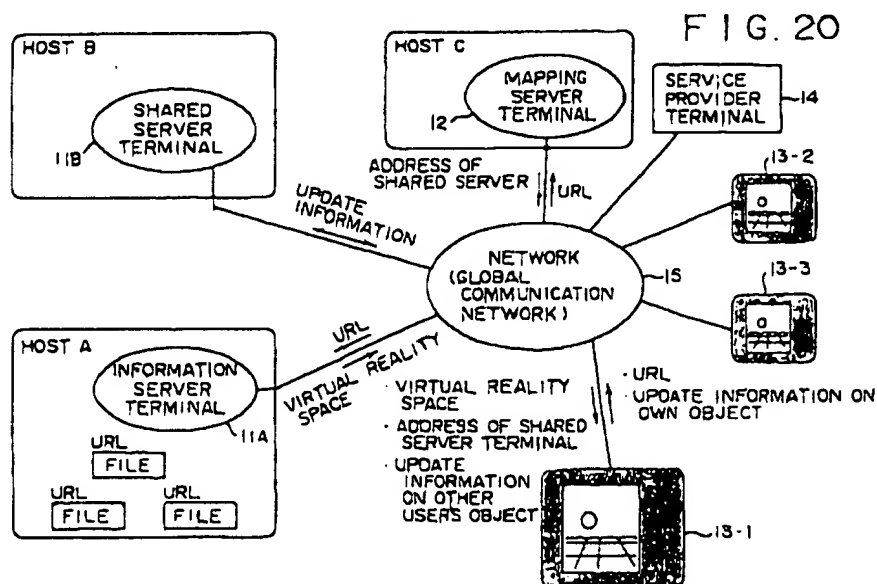 FIG. 20
HOST B
SHARED
SERVER
TERMINAL
11B
HOST C
MAPPING
SERVER
TERMINAL
12
SERVICE
PROVIDER
TERMINAL
14
13-2
13-3
ADDRESS OF
SHARED SERVER
URL
UPDATE
INFORMATION
NETWORK
(GLOBAL
COMMUNICATION
NETWORK)
15
HOST A
INFORMATION
SERVER
TERMINAL
11A
URL
FILE
URL
FILE
URL
FILE
URL
VIRTUAL REALITY
SPACE
· VIRTUAL REALITY
SPACE
· ADDRESS OF SHARED
SERVER TERMINAL
· UPDATE
INFORMATION
ON OTHER
USERS OBJECT
· URL
· UPDATE INFORMATION ON
OWN OBJECT
13-1